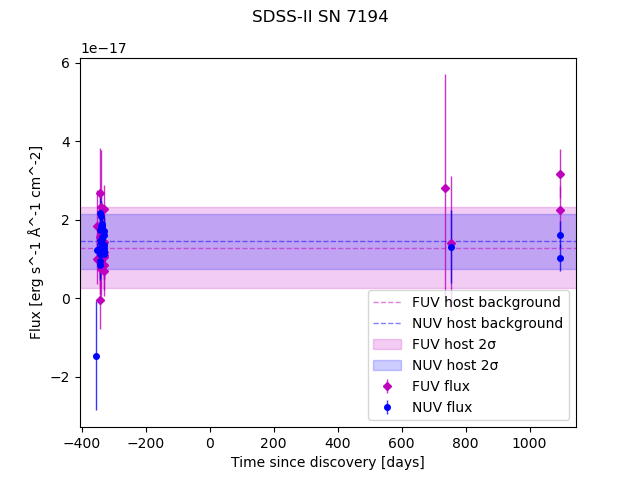 SDSS-II SN 7194
1e−17
6
4
2
0
−2
Flux [erg s^-1 Å^-1 cm^-2]
FUV host background
NUV host background
FUV host 2σ
NUV host 2σ
FUV flux
NUV flux
−400 −200 0 200 400 600 800 1000
Time since discovery [days]